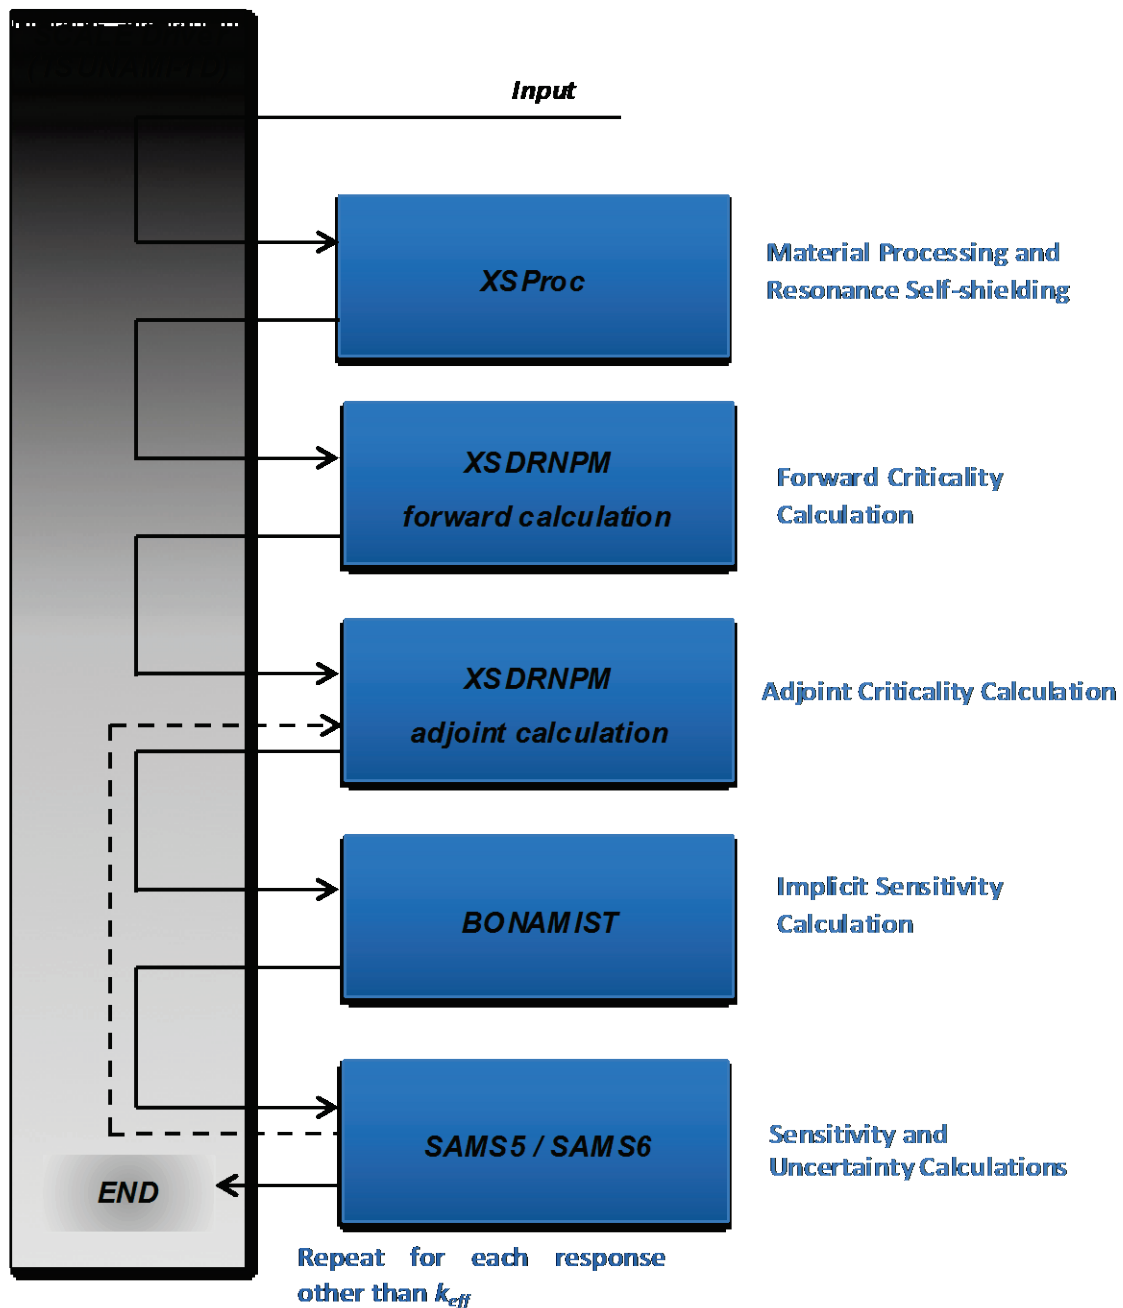 (TSUNAMI-1D)
Input
XSProc
Material Processing and
Resonance Self-shielding
XSDRNPM
forward calculation
Forward Criticality
Calculation
XSDRNPM
adjoint calculation
Adjoint Criticality Calculation
BONAMIST
Implicit Sensitivity
Calculation
SAMS5 / SAMS6
Sensitivity and
Uncertainty Calculations
END
Repeat for each response
other than keff